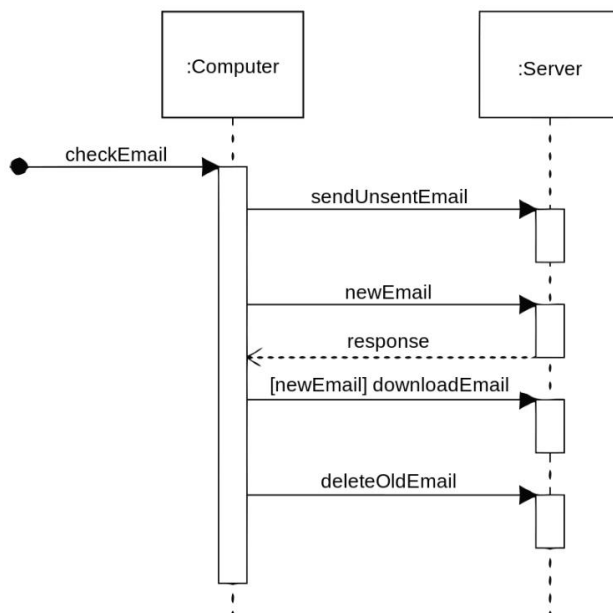 :Computer
:Server
checkEmail
sendUnsentEmail
newEmail
response
[newEmail] downloadEmail
deleteOldEmail